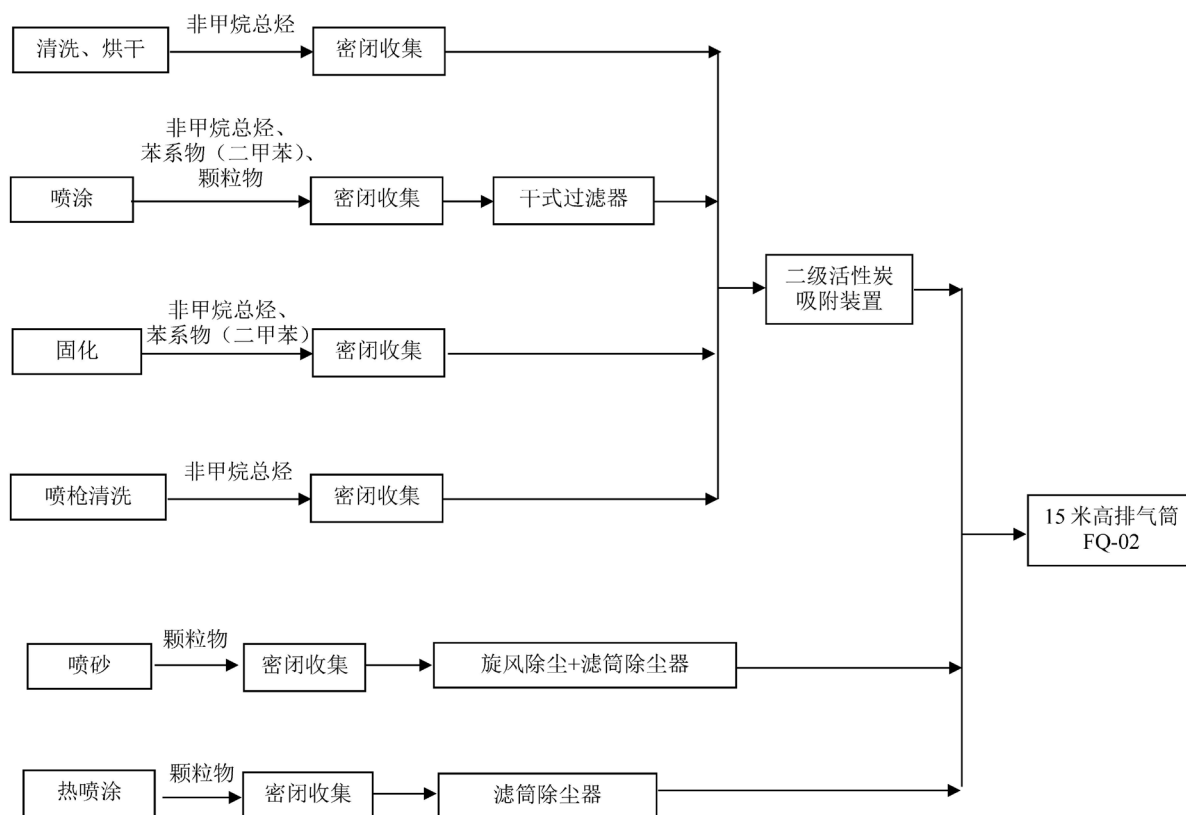 非甲烷总烃
清洗、烘干
密闭收集
非甲烷总烃、
苯系物（二甲苯）、
颗粒物
喷涂
密闭收集
干式过滤器
二级活性炭
吸附装置
非甲烷总烃、
苯系物（二甲苯）
固化
密闭收集
非甲烷总烃
喷枪清洗
密闭收集
15 米高排气筒
FQ-02
颗粒物
喷砂
密闭收集
旋风除尘+滤筒除尘器
颗粒物
热喷涂
密闭收集
滤筒除尘器